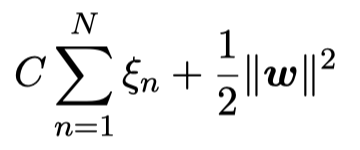 C \sum_{n=1}^{N} \xi_n + \frac{1}{2} \|\boldsymbol{w}\|^2